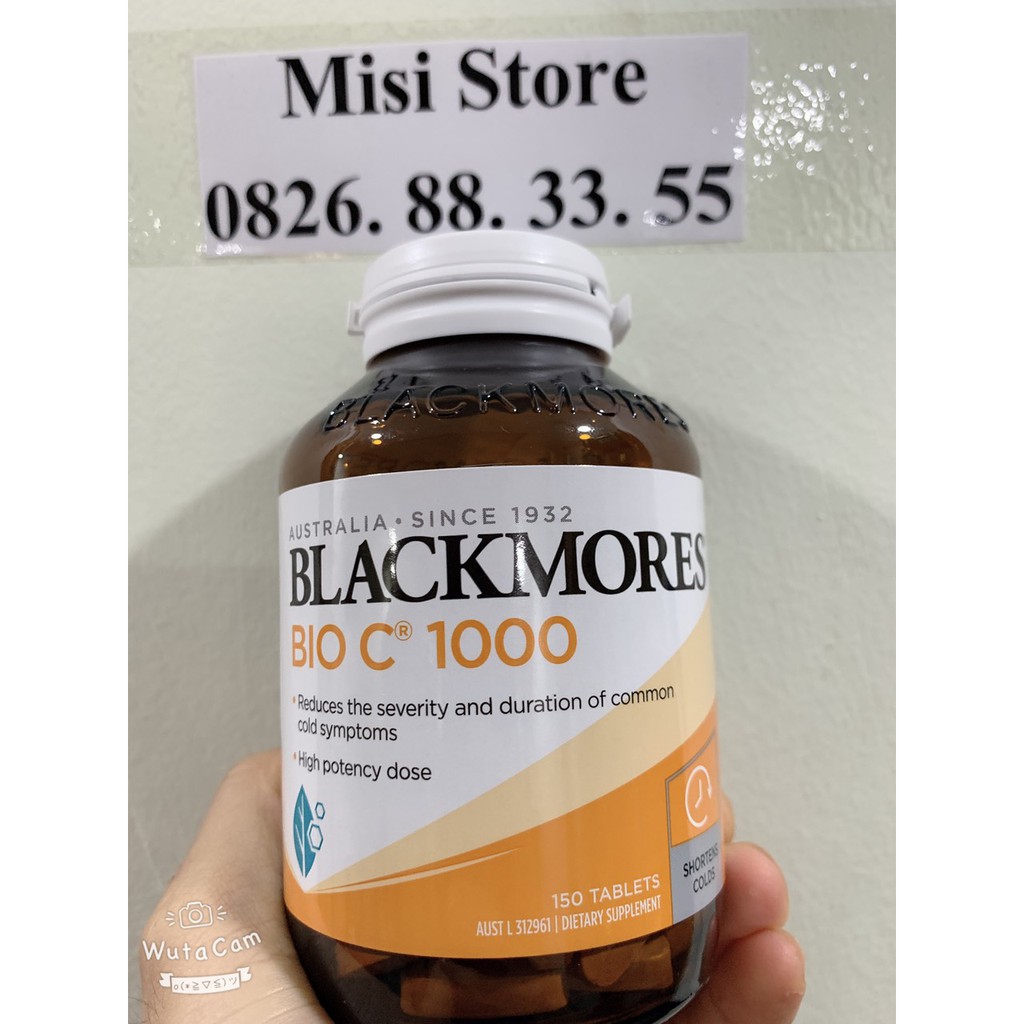 Misi Store
0826. 88. 33. 55
BLACKMORES
AUSTRALIA • SINCE 1932
BLACKMORES
BIO C® 1000
• Reduces the severity and duration of common
cold symptoms
• High potency dose
SHORTENS
COLDS
150 TABLETS
AUST L 312961 | DIETARY SUPPLEMENT
WutaCam